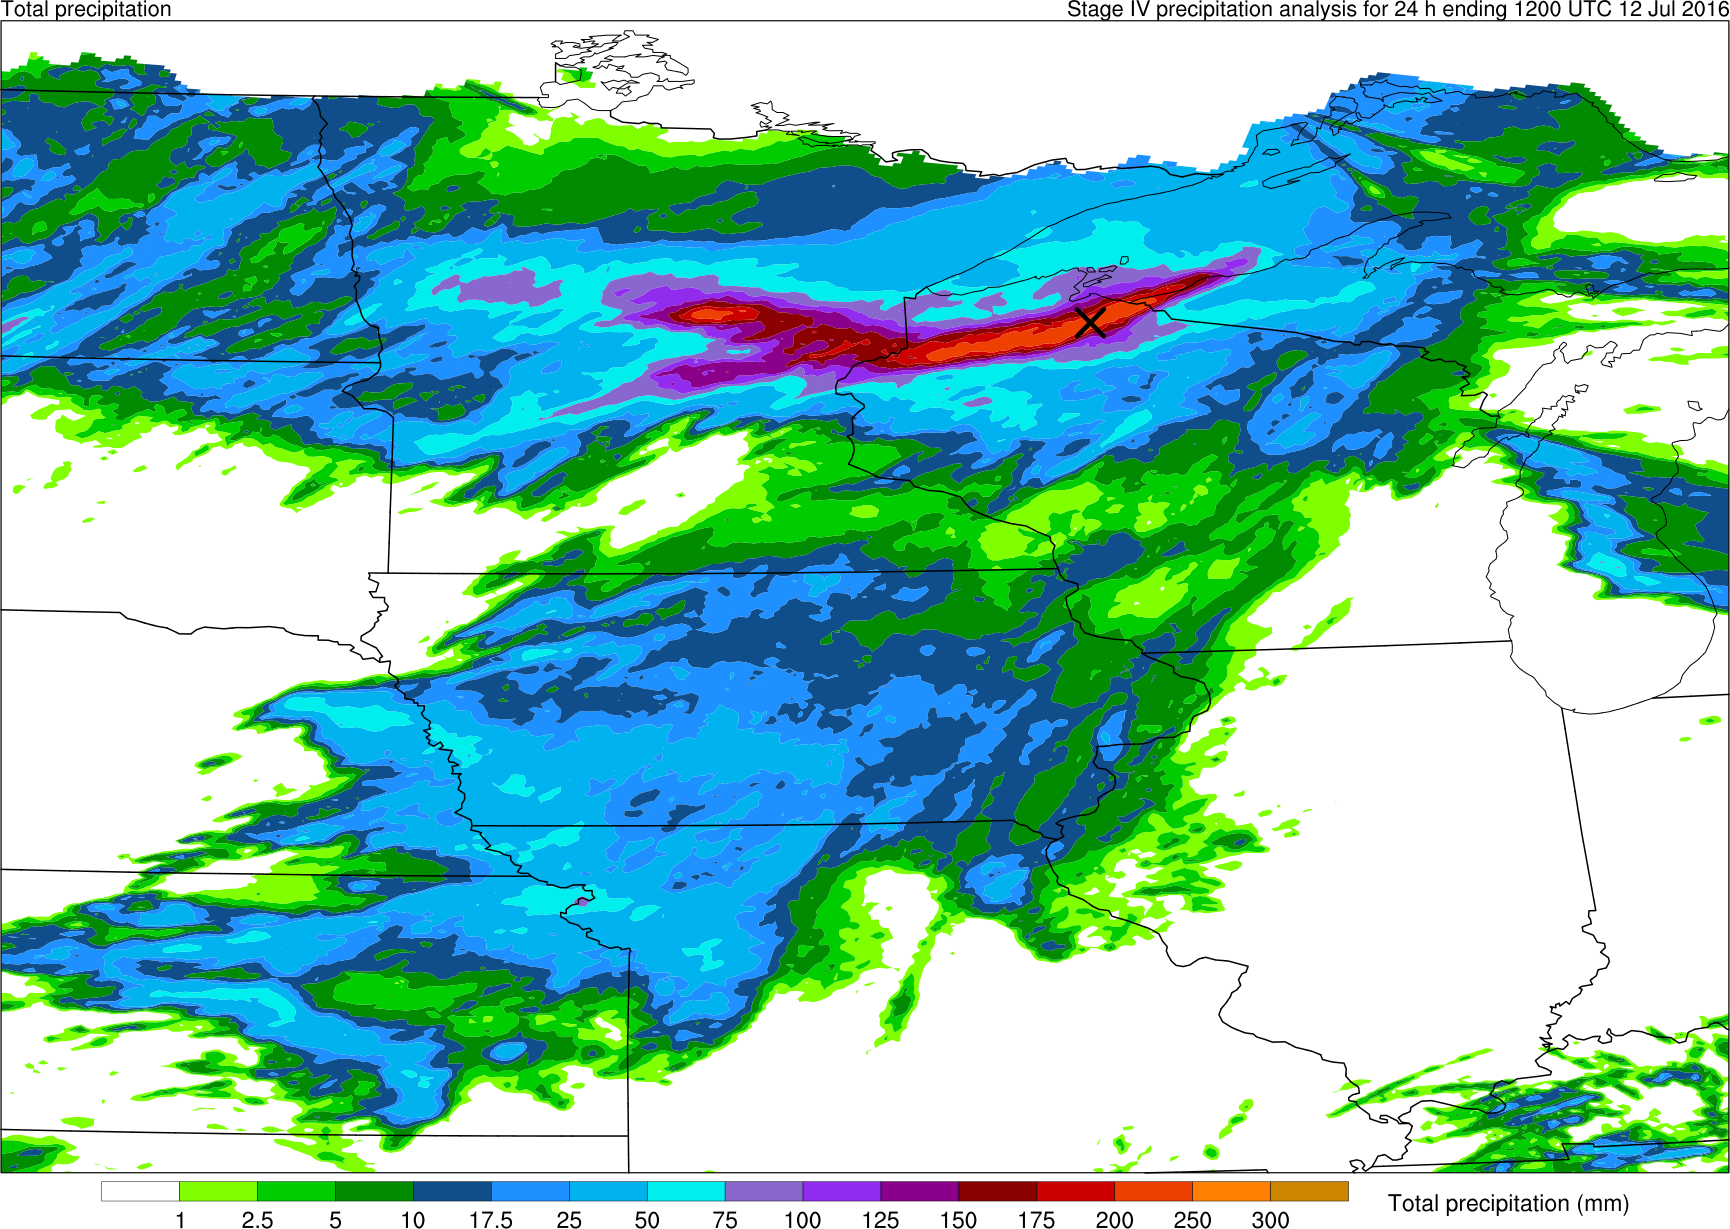 Total precipitation
Stage IV precipitation analysis for 24 h ending 1200 UTC 12 Jul 2016
1 2.5 5 10 17.5 25 50 75 100 125 150 175 200 250 300
Total precipitation (mm)